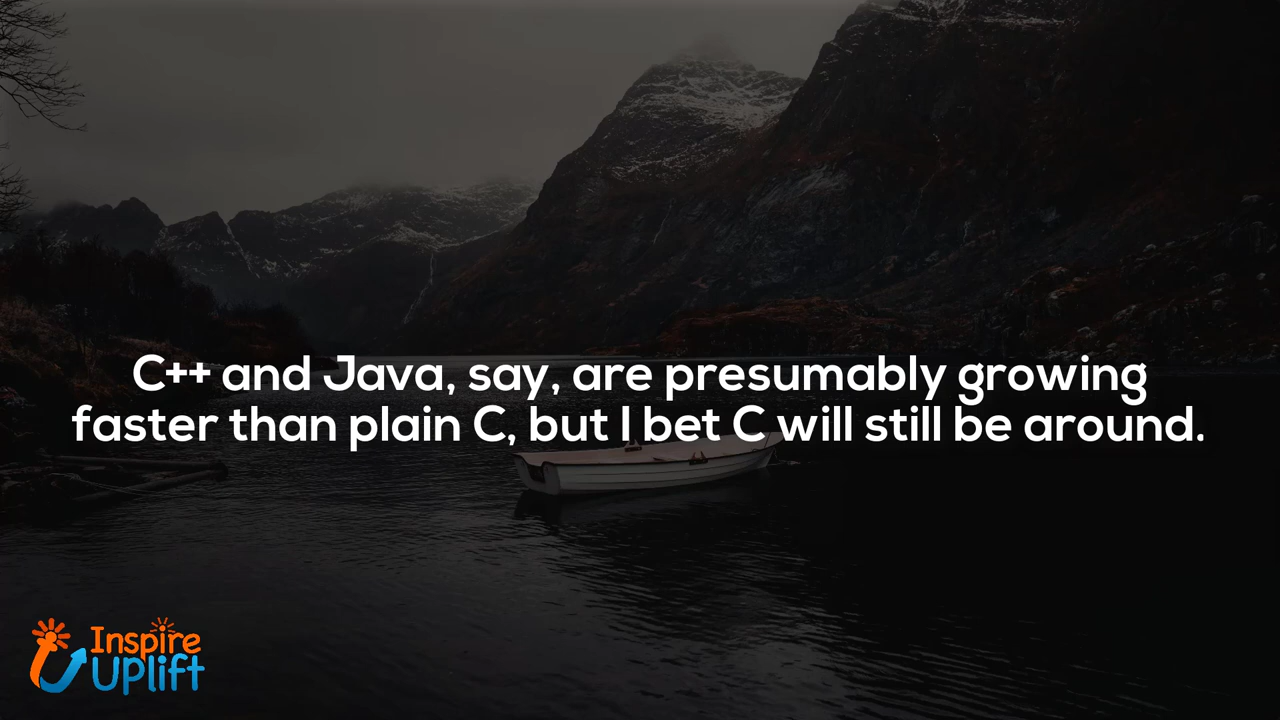 C++ and Java, say, are presumably growing
faster than plain C, but I bet C will still be around.
Inspire
Uplift